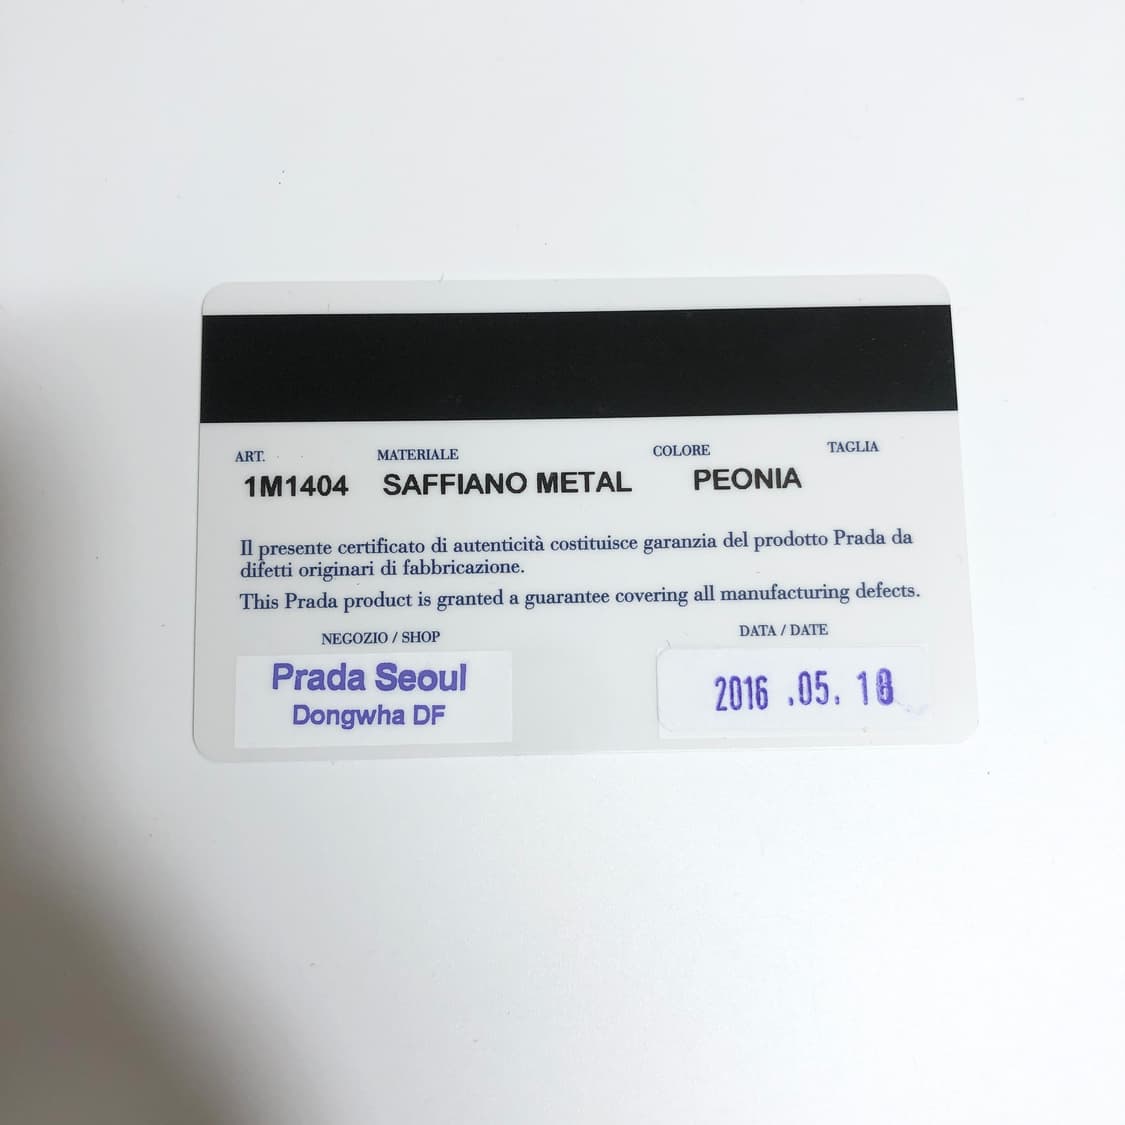 ART. MATERIALE COLORE TAGLIA
1M1404 SAFFIANO METAL PEONIA
Il presente certificato di autenticità costituisce garanzia del prodotto Prada da
difetti originari di fabbricazione.
This Prada product is granted a guarantee covering all manufacturing defects.
NEGOZIO / SHOP DATA / DATE
Prada Seoul
Dongwha DF
2016 .05.